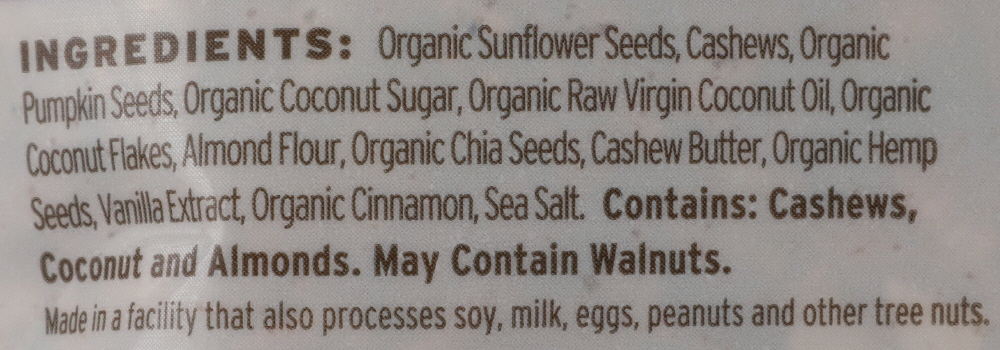 INGREDIENTS: Organic Sunflower Seeds, Cashews, Organic
Pumpkin Seeds, Organic Coconut Sugar, Organic Raw Virgin Coconut Oil, Organic
Coconut Flakes, Almond Flour, Organic Chia Seeds, Cashew Butter, Organic Hemp
Seeds, Vanilla Extract, Organic Cinnamon, Sea Salt. Contains: Cashews,
Coconut and Almonds. May Contain Walnuts.
Made in a facility that also processes soy, milk, eggs, peanuts and other tree nuts.